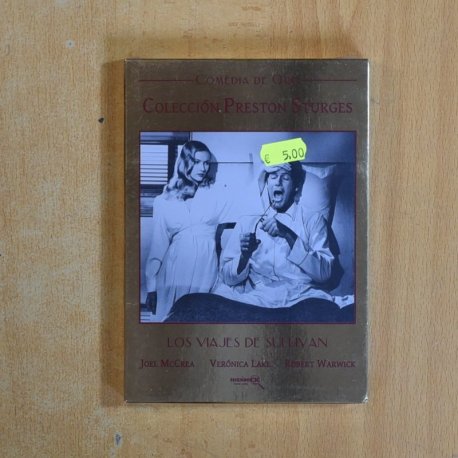 COMEDIA DE ORO
COLECCIÓN PRESTON STURGES
€ 5,00
LOS VIAJES DE SULLIVAN
JOEL MCCREA VERÓNICA LAKE ROBERT WARWICK